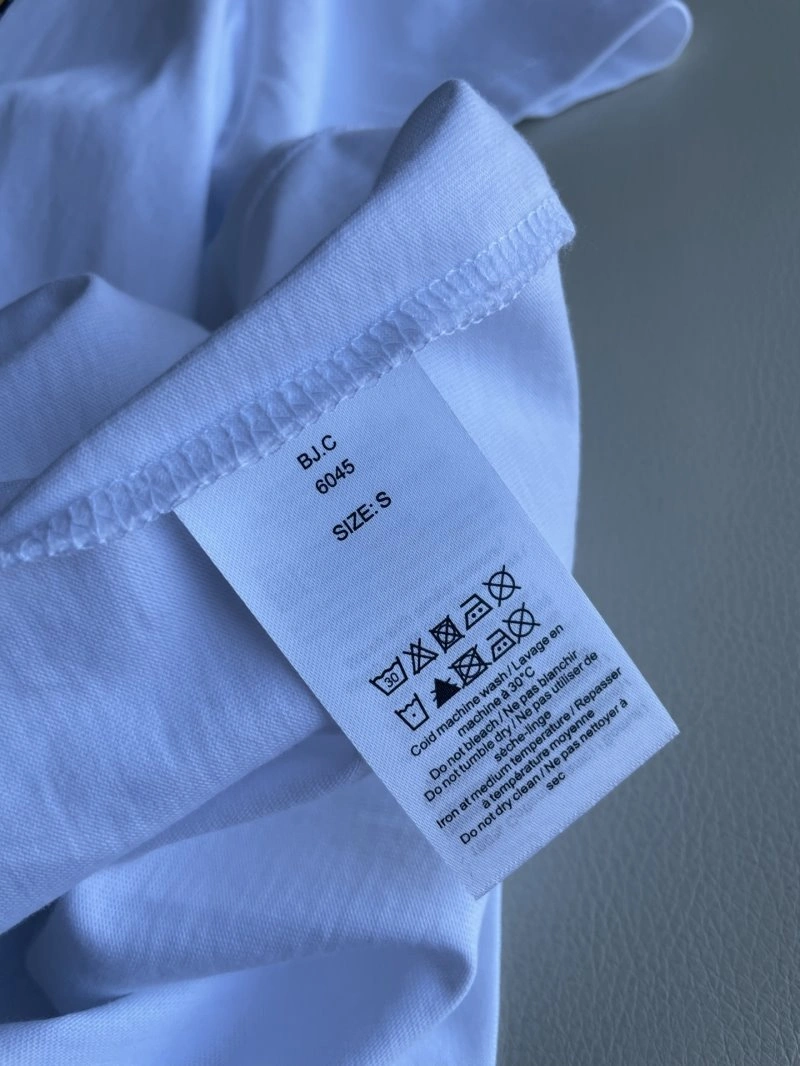 BJ.C
6045
SIZE: S
30
Cold machine wash / Lavage en
machine à 30°C
Do not bleach / Ne pas blanchir
Do not tumble dry / Ne pas utiliser de
sèche-linge
Iron at medium temperature / Repasser
à température moyenne
Do not dry clean / Ne pas nettoyer à
sec